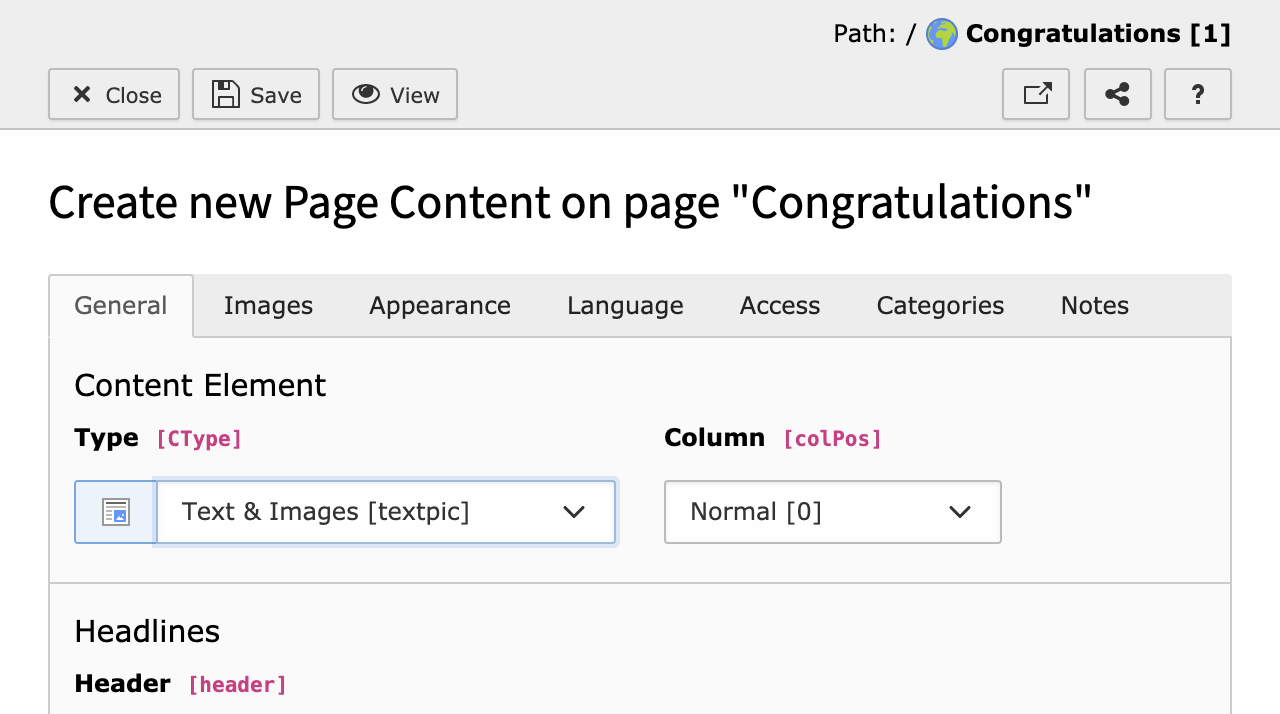 Path: / Congratulations [1]
Close Save View ?
Create new Page Content on page "Congratulations"
General Images Appearance Language Access Categories Notes
Content Element
Type [CType] Column [colPos]
Text & Images [textpic] Normal [0]
Headlines
Header [header]